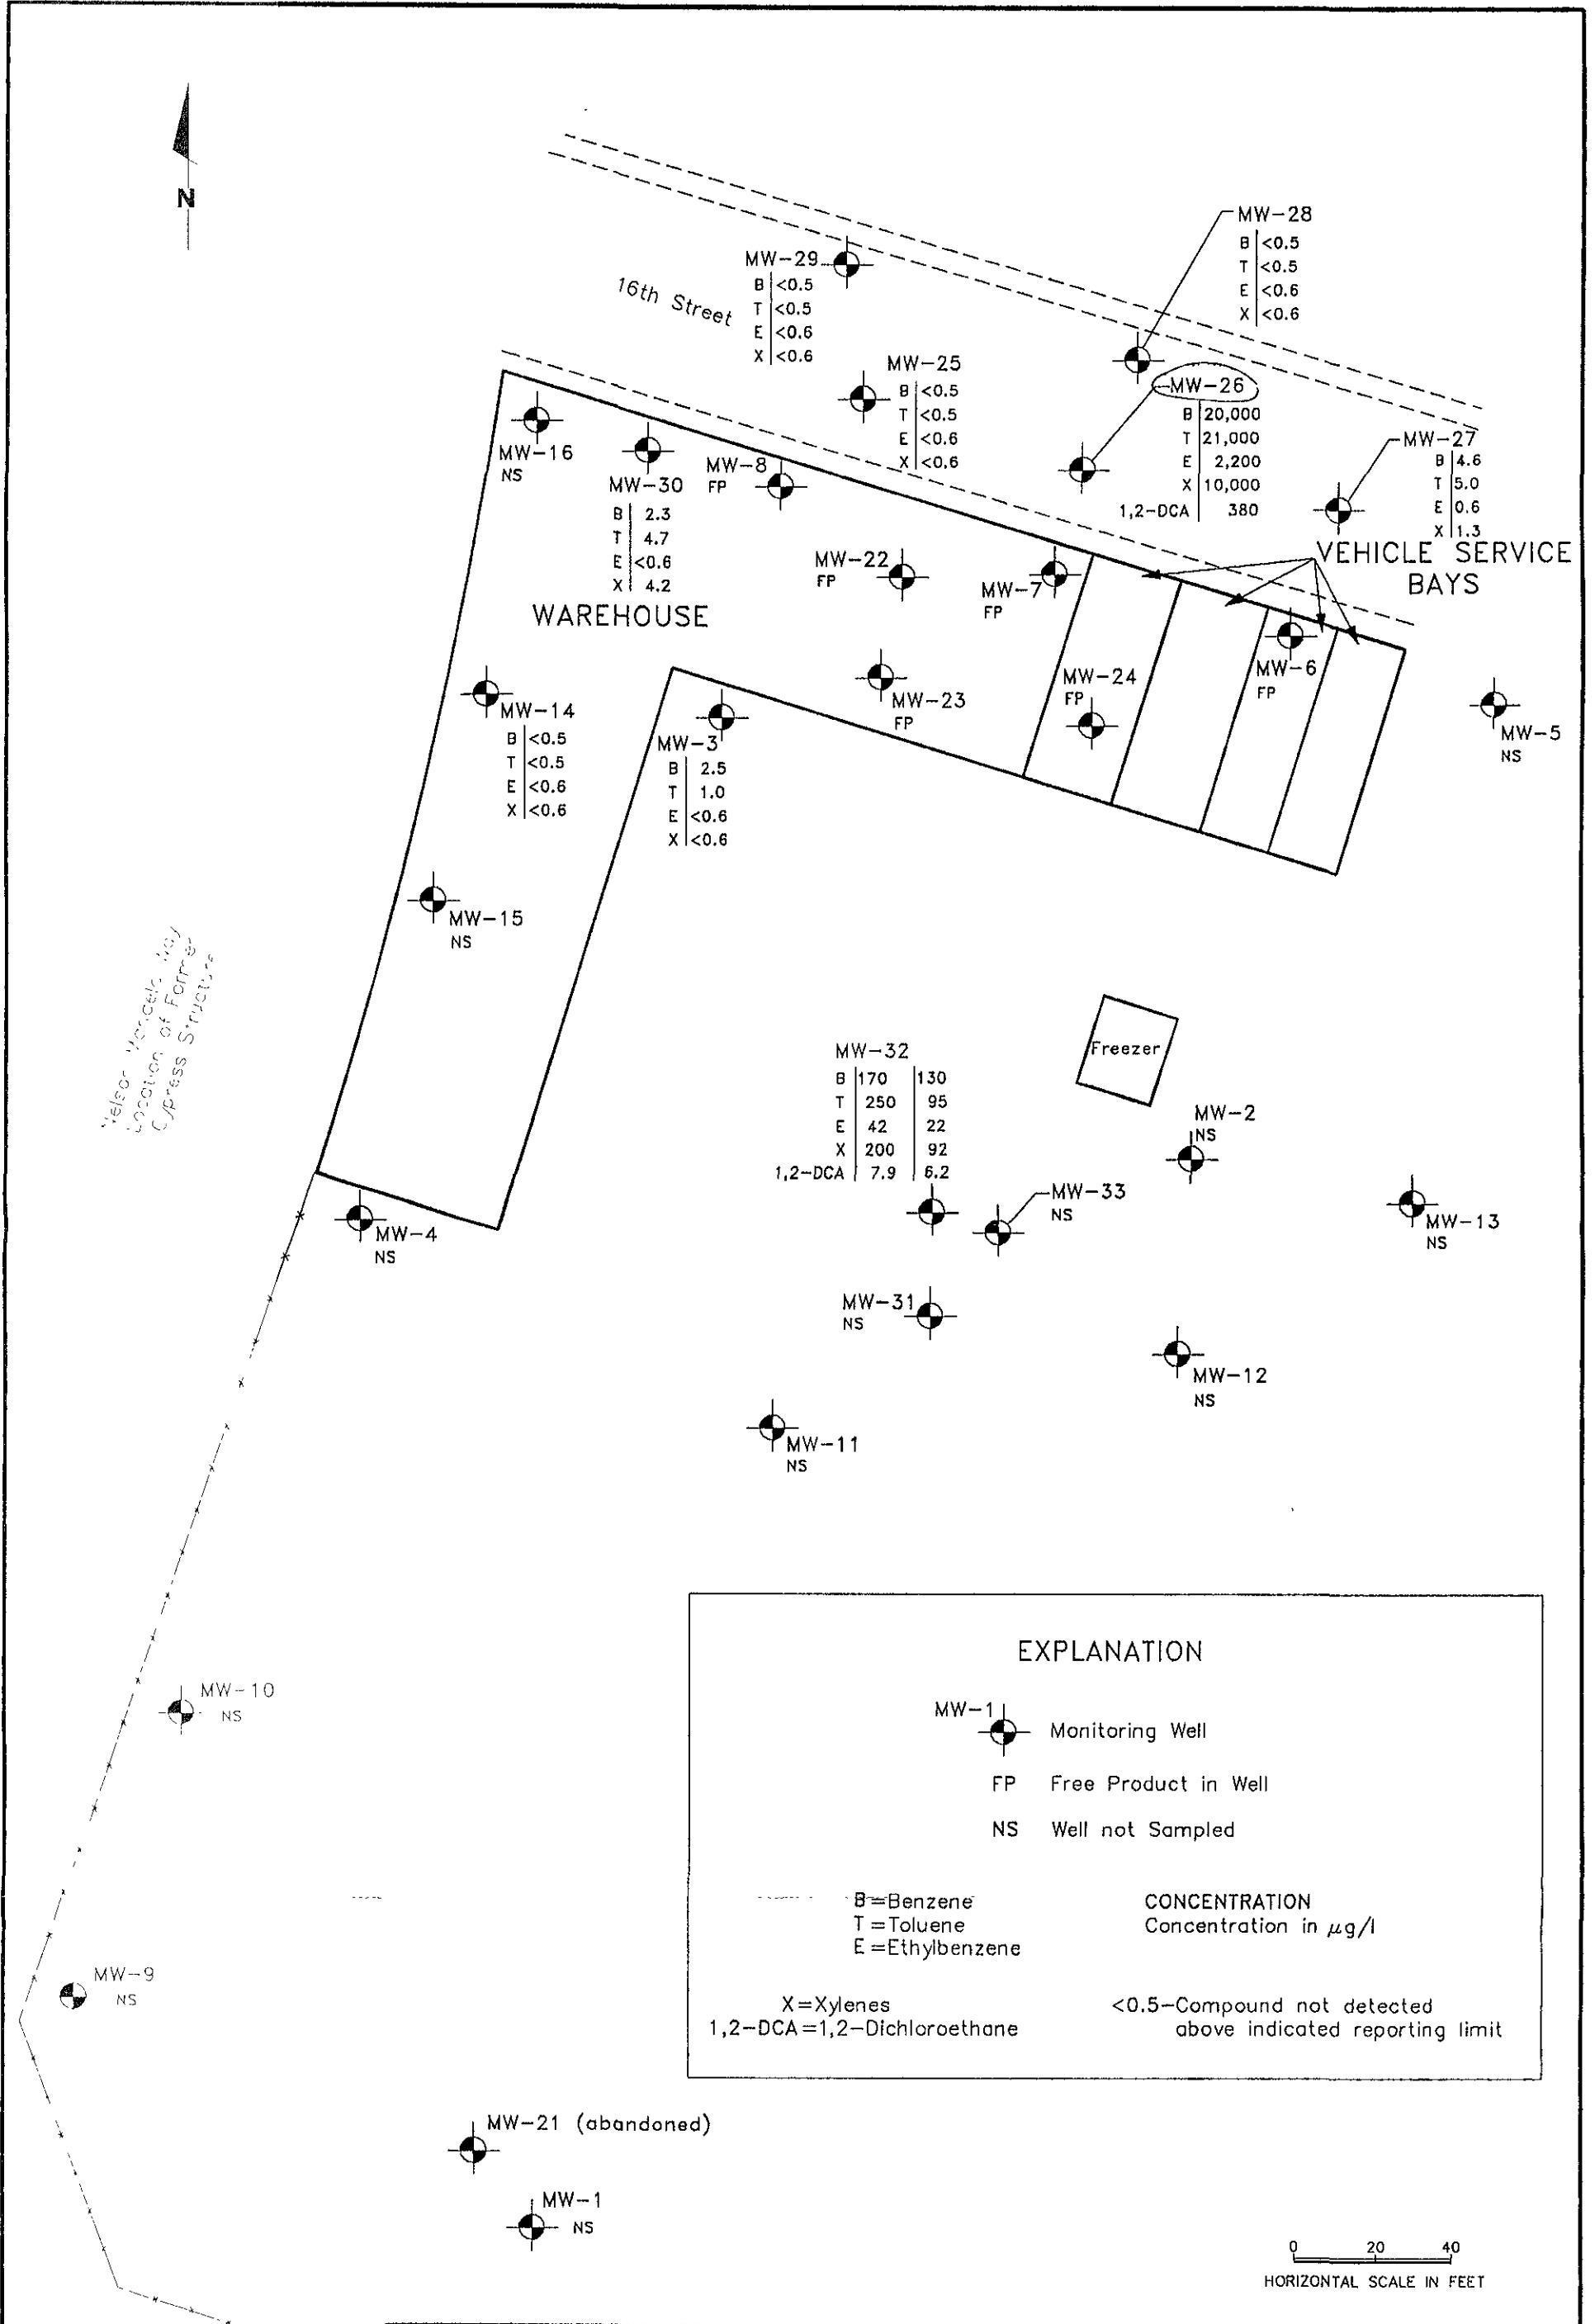 N
16th Street
MW-28
B <0.5
T <0.5
E <0.6
X <0.6
MW-29
B <0.5
T <0.5
E <0.6
X <0.6
MW-25
B <0.5
T <0.5
E <0.6
X <0.6
MW-26
B 20,000
T 21,000
E 2,200
X 10,000
1,2-DCA 380
MW-27
B 4.6
T 5.0
E 0.6
X 1.3
VEHICLE SERVICE
BAYS
MW-16
NS
MW-30
B 2.3
T 4.7
E <0.6
X 4.2
MW-8
FP
MW-22
FP
MW-7
FP
WAREHOUSE
MW-6
FP
MW-24
FP
MW-23
FP
MW-5
NS
MW-14
B <0.5
T <0.5
E <0.6
X <0.6
MW-3
B 2.5
T 1.0
E <0.6
X <0.6
MW-15
NS
Location of Former
Cypress Structure
Freezer
MW-32
B 170 130
T 250 95
E 42 22
X 200 92
1,2-DCA 7.9 6.2
MW-2
NS
MW-33
NS
MW-13
NS
MW-4
NS
MW-31
NS
MW-12
NS
MW-11
NS
MW-10
NS
MW-9
NS
EXPLANATION
MW-1
Monitoring Well
FP Free Product in Well
NS Well not Sampled
B=Benzene
T=Toluene
E=Ethylbenzene
CONCENTRATION
Concentration in µg/l
X=Xylenes
1,2-DCA=1,2-Dichloroethane
<0.5-Compound not detected
above indicated reporting limit
MW-21 (abandoned)
MW-1
NS
0 20 40
HORIZONTAL SCALE IN FEET